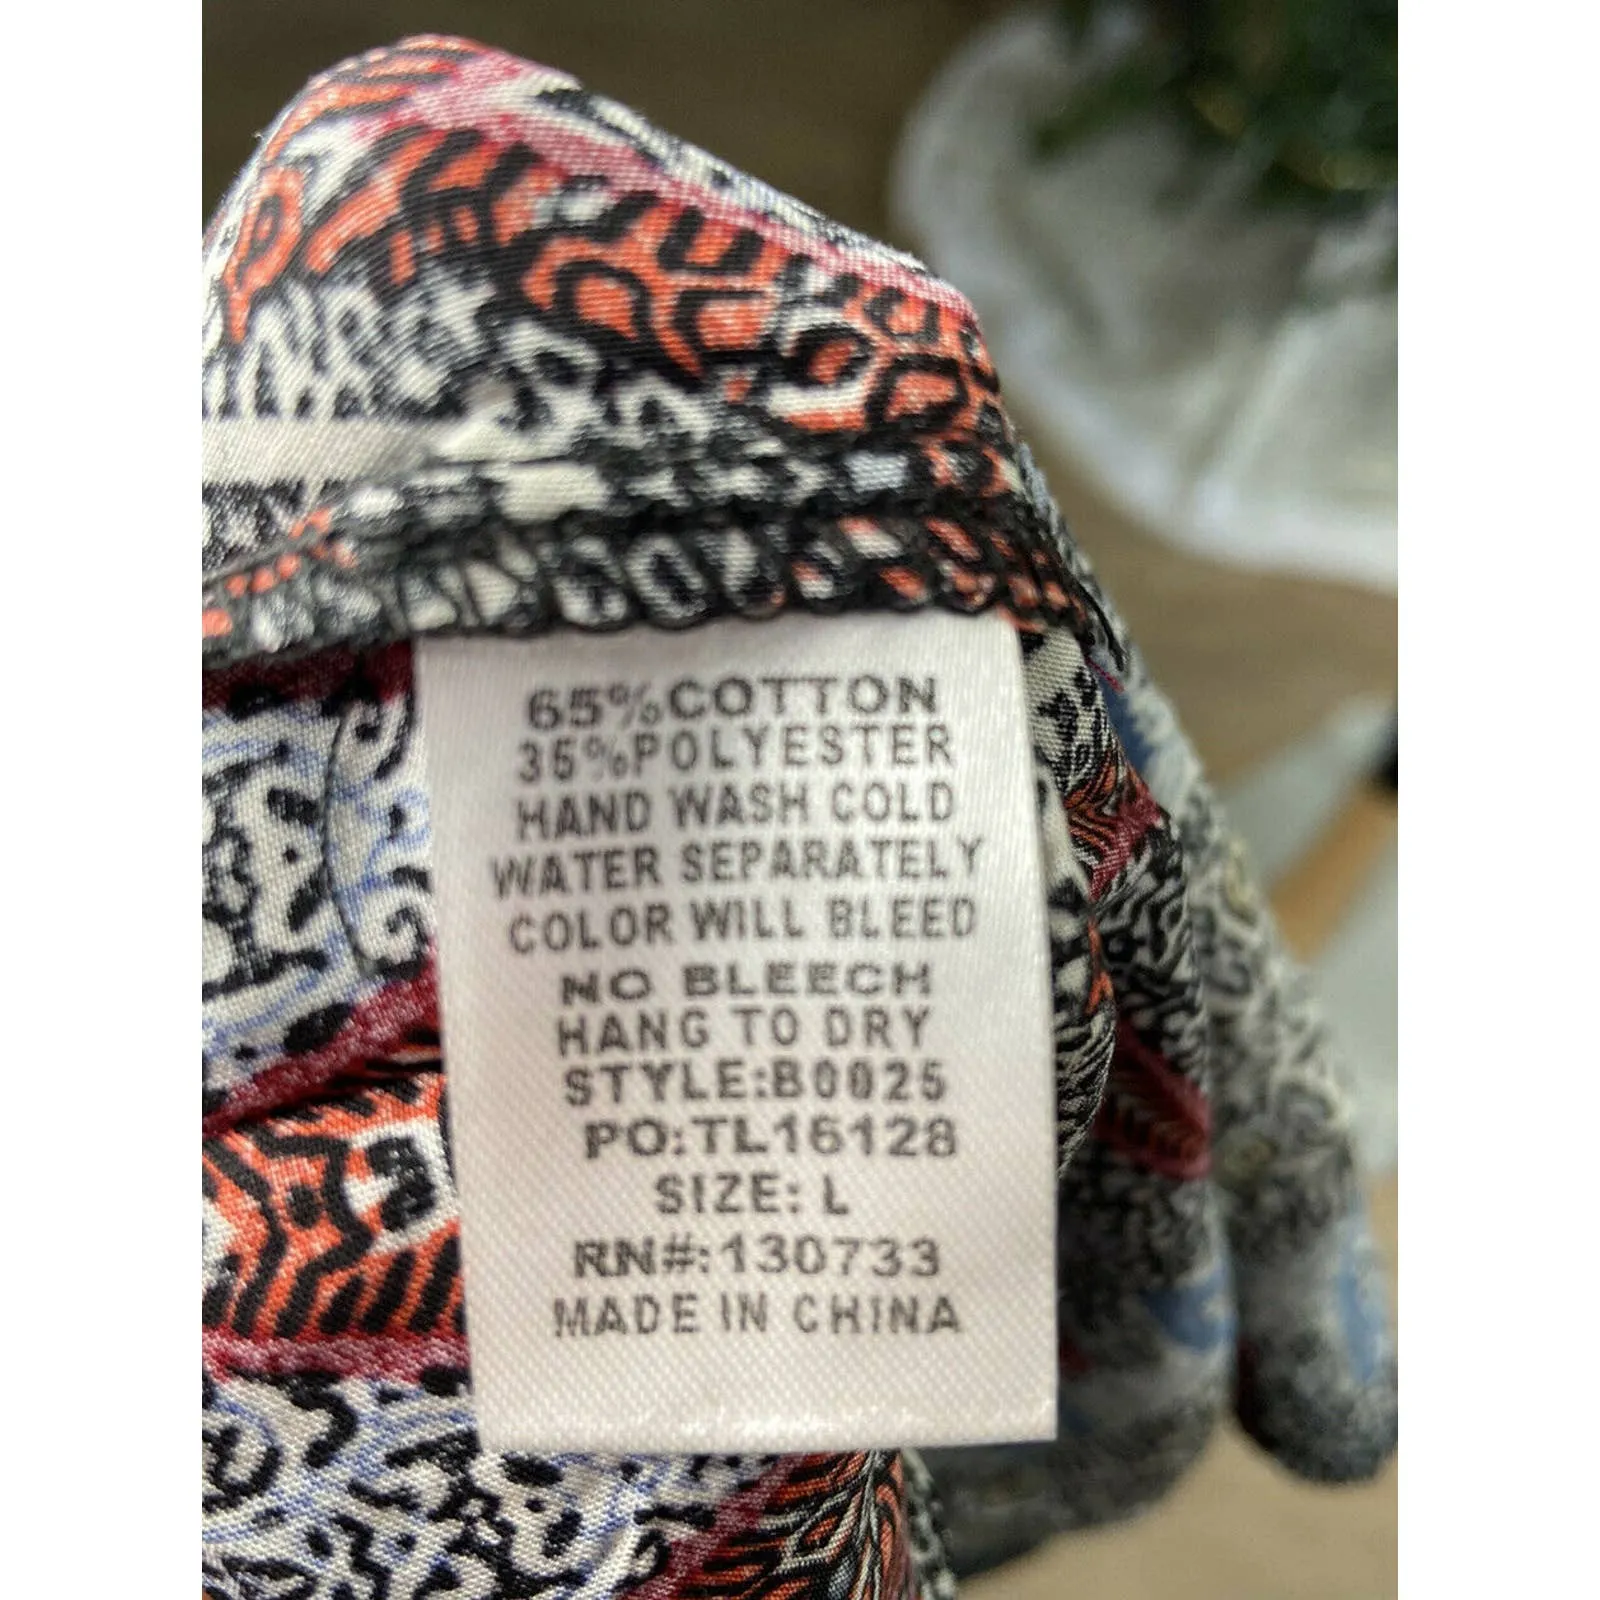 65%COTTON
35%POLYESTER
HAND WASH COLD
WATER SEPARATELY
COLOR WILL BLEED
NO BLEECH
HANG TO DRY
STYLE:B0025
PO:TL16128
SIZE: L
RN#:130733
MADE IN CHINA